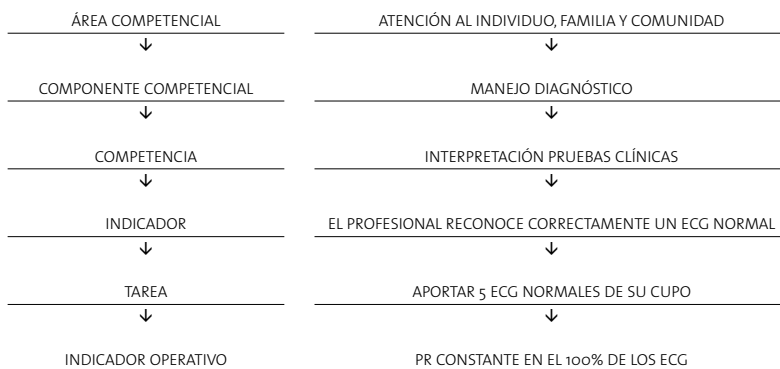 ÁREA COMPETENCIAL
ATENCIÓN AL INDIVIDUO, FAMILIA Y COMUNIDAD
COMPONENTE COMPETENCIAL
MANEJO DIAGNÓSTICO
COMPETENCIA
INTERPRETACIÓN PRUEBAS CLÍNICAS
INDICADOR
EL PROFESIONAL RECONOCE CORRECTAMENTE UN ECG NORMAL
TAREA
APORTAR 5 ECG NORMALES DE SU CUPO
INDICADOR OPERATIVO
PR CONSTANTE EN EL 100% DE LOS ECG